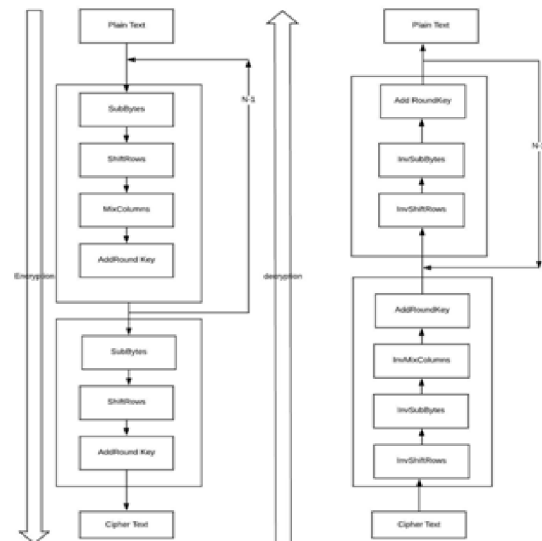 Plain Text
N-1
SubBytes
ShiftRows
MixColumns
AddRound Key
Encryption
SubBytes
ShiftRows
AddRound Key
Cipher Text
decryption
Plain Text
Add RoundKey
N-
InvSubBytes
InvShiftRows
AddRoundKey
InvMixColumns
InvSubBytes
InvShiftRows
Cipher Text